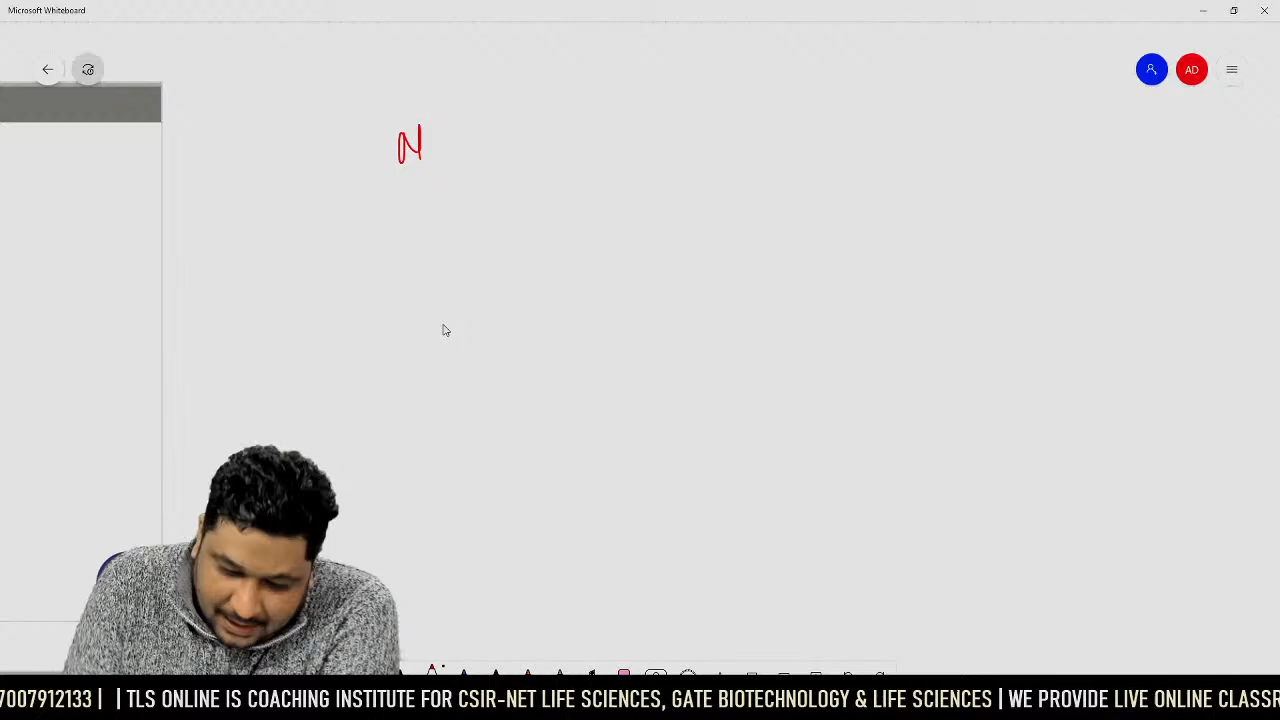 Microsoft Whiteboard
AD
N
7007912133 | | TLS ONLINE IS COACHING INSTITUTE FOR CSIR-NET LIFE SCIENCES, GATE BIOTECHNOLOGY & LIFE SCIENCES | WE PROVIDE LIVE ONLINE CLASSR